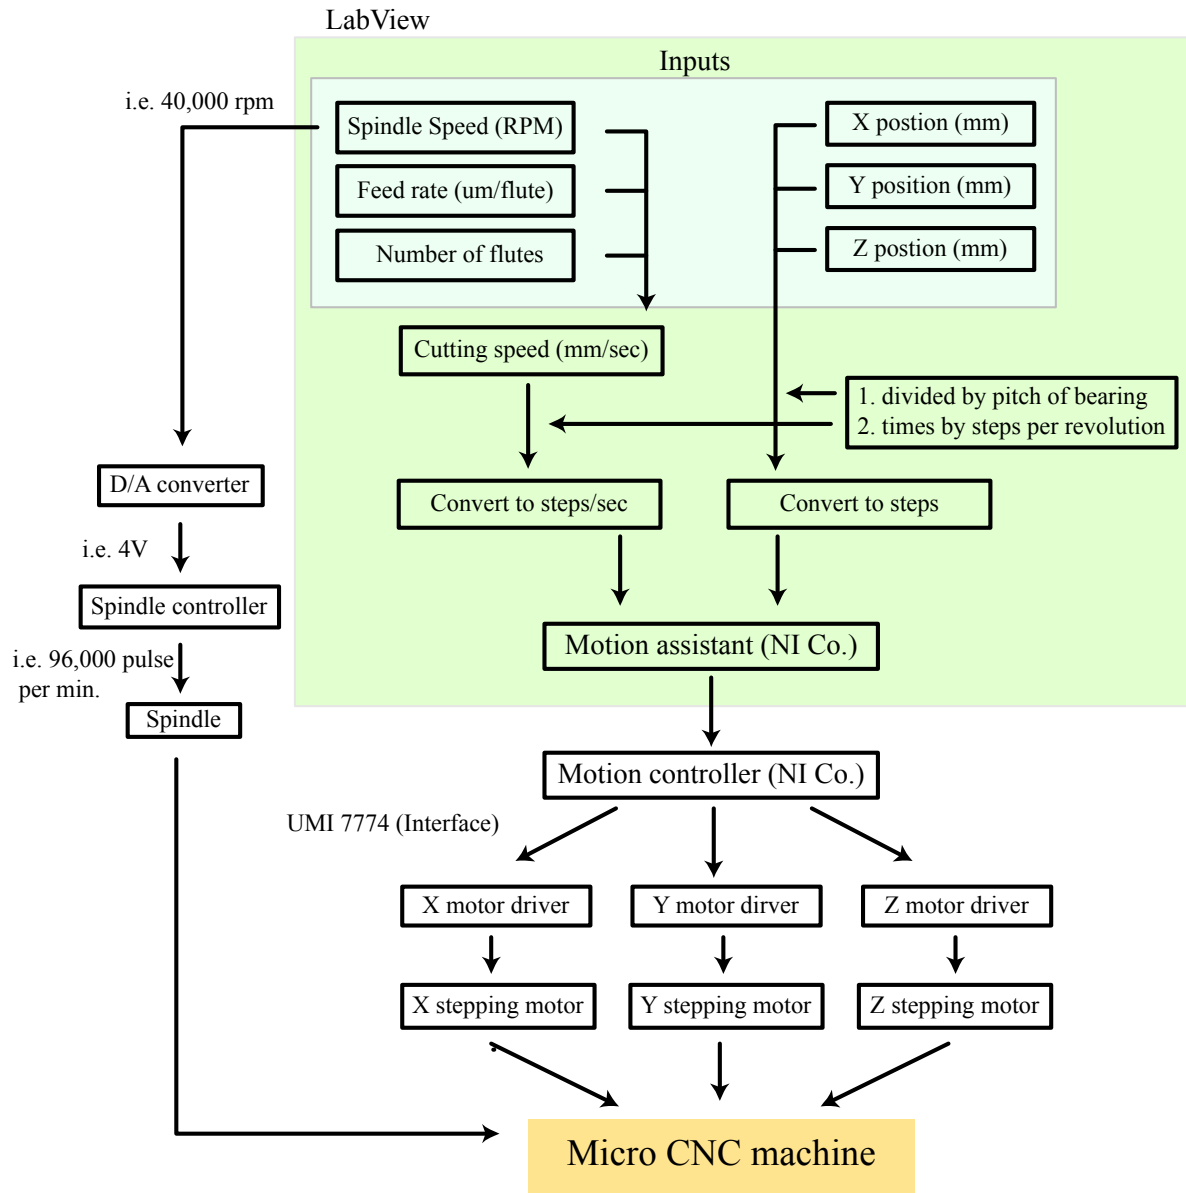 LabView
Inputs
i.e. 40,000 rpm
Spindle Speed (RPM)
X postion (mm)
Feed rate (um/flute)
Y position (mm)
Number of flutes
Z postion (mm)
Cutting speed (mm/sec)
1. divided by pitch of bearing
2. times by steps per revolution
D/A converter
Convert to steps/sec
Convert to steps
i.e. 4V
Spindle controller
Motion assistant (NI Co.)
i.e. 96,000 pulse
per min.
Spindle
Motion controller (NI Co.)
UMI 7774 (Interface)
X motor driver
Y motor dirver
Z motor driver
X stepping motor
Y stepping motor
Z stepping motor
Micro CNC machine